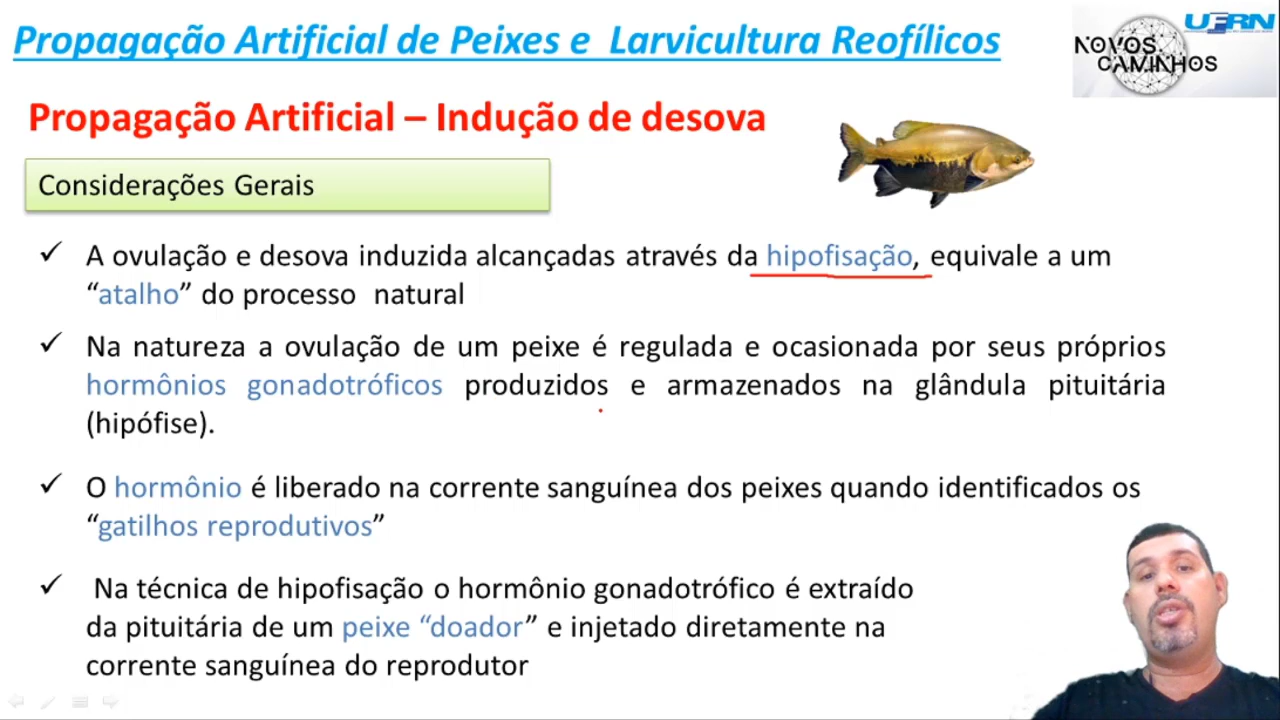 Propagação Artificial de Peixes e Larvicultura Reofílicos
UFRN
NOVOS
CAMINHOS
Propagação Artificial – Indução de desova
Considerações Gerais
✓ A ovulação e desova induzida alcançadas através da hipofisação, equivale a um
“atalho” do processo natural
✓ Na natureza a ovulação de um peixe é regulada e ocasionada por seus próprios
hormônios gonadotróficos produzidos e armazenados na glândula pituitária
(hipófise).
✓ O hormônio é liberado na corrente sanguínea dos peixes quando identificados os
“gatilhos reprodutivos”
✓ Na técnica de hipofisação o hormônio gonadotrófico é extraído
da pituitária de um peixe “doador” e injetado diretamente na
corrente sanguínea do reprodutor